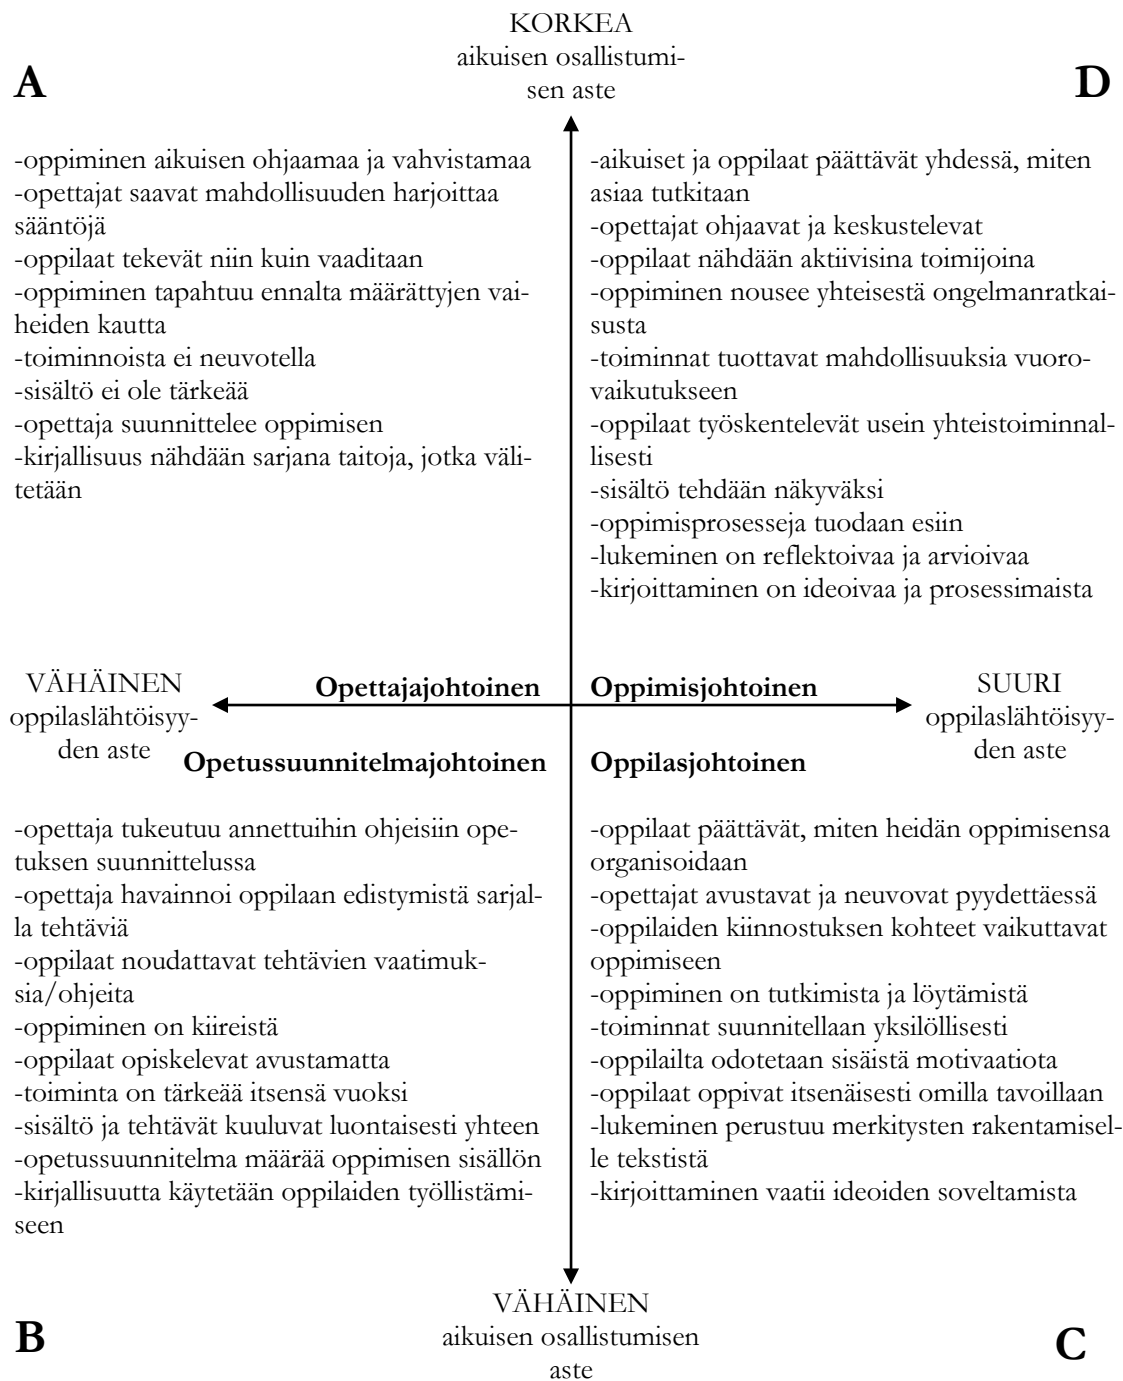 KORKEA
aikuisen osallistumi-
sen aste
A
D
-oppiminen aikuisen ohjaamaa ja vahvistamaa
-opettajat saavat mahdollisuuden harjoittaa
sääntöjä
-oppilaat tekevät niin kuin vaaditaan
-oppiminen tapahtuu ennalta määrättyjen vai-
heiden kautta
-toiminnoista ei neuvotella
-sisältö ei ole tärkeää
-opettaja suunnittelee oppimisen
-kirjallisuus nähdään sarjana taitoja, jotka väli-
tetään
-aikuiset ja oppilaat päättävät yhdessä, miten
asiaa tutkitaan
-opettajat ohjaavat ja keskustelevat
-oppilaat nähdään aktiivisina toimijoina
-oppiminen nousee yhteisestä ongelmanratkai-
susta
-toiminnat tuottavat mahdollisuuksia vuoro-
vaikutukseen
-oppilaat työskentelevät usein yhteistoiminnal-
lisesti
-sisältö tehdään näkyväksi
-oppimisprosesseja tuodaan esiin
-lukeminen on reflektoivaa ja arvioivaa
-kirjoittaminen on ideoivaa ja prosessimaista
VÄHÄINEN
oppilaslähtöisyy-
den aste
Opettajajohtoinen
Oppimisjohtoinen
SUURI
oppilaslähtöisyy-
den aste
Opetussuunnitelmajohtoinen
Oppilasjohtoinen
-opettaja tukeutuu annettuihin ohjeisiin ope-
tuksen suunnittelussa
-opettaja havainnoi oppilaan edistymistä sarjal-
la tehtäviä
-oppilaat noudattavat tehtävien vaatimuk-
sia/ohjeita
-oppiminen on kiireistä
-oppilaat opiskelevat avustamatta
-toiminta on tärkeää itsensä vuoksi
-sisältö ja tehtävät kuuluvat luontaisesti yhteen
-opetussuunnitelma määrää oppimisen sisällön
-kirjallisuutta käytetään oppilaiden työllistämi-
seen
-oppilaat päättävät, miten heidän oppimisensa
organisoidaan
-opettajat avustavat ja neuvovat pyydettäessä
-oppilaiden kiinnostuksen kohteet vaikuttavat
oppimiseen
-oppiminen on tutkimista ja löytämistä
-toiminnat suunnitellaan yksilöllisesti
-oppilailta odotetaan sisäistä motivaatiota
-oppilaat oppivat itsenäisesti omilla tavoillaan
-lukeminen perustuu merkitysten rakentamisel-
le tekstistä
-kirjoittaminen vaatii ideoiden soveltamista
VÄHÄINEN
aikuisen osallistumisen
aste
B
C